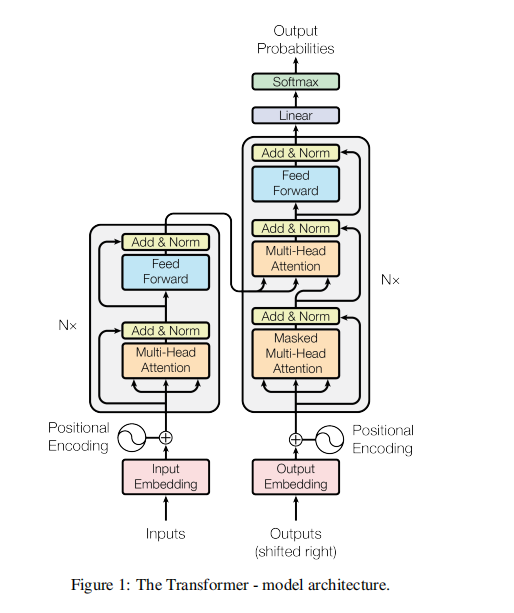 Output
Probabilities
Softmax
Linear
Add & Norm
Feed
Forward
Add & Norm
Multi-Head
Attention
Add & Norm
Masked
Multi-Head
Attention
Nx
Add & Norm
Feed
Forward
Add & Norm
Multi-Head
Attention
N×
Positional
Encoding
Positional
Encoding
Input
Embedding
Output
Embedding
Inputs
Outputs
(shifted right)
Figure 1: The Transformer - model architecture.